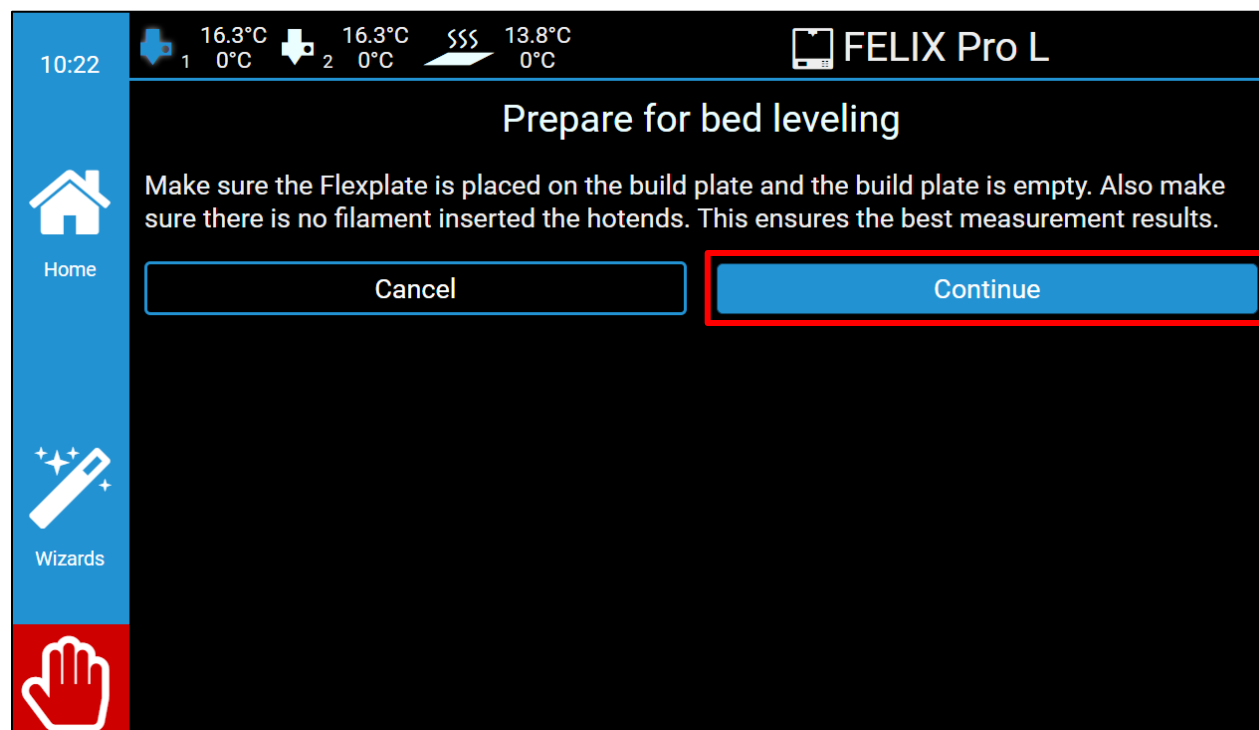 10:22
1 16.3°C 2 16.3°C 13.8°C
0°C 0°C 0°C
FELIX Pro L
Prepare for bed leveling
Make sure the Flexplate is placed on the build plate and the build plate is empty. Also make
sure there is no filament inserted the hotends. This ensures the best measurement results.
Cancel
Continue
Home
Wizards